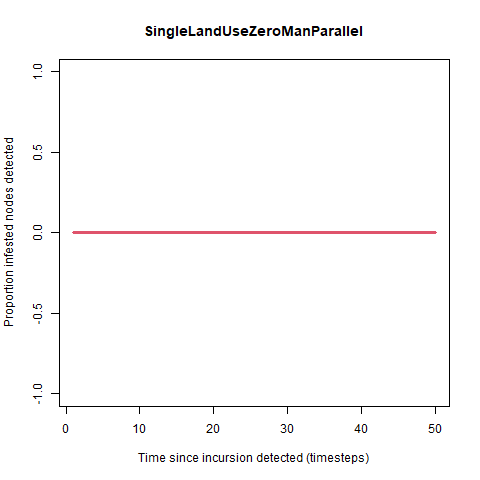 SingleLandUseZeroManParallel
Proportion infested nodes detected
1.0
0.5
0.0
-0.5
-1.0
0 10 20 30 40 50
Time since incursion detected (timesteps)